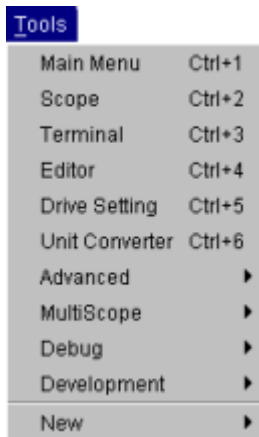 Tools
Main Menu Ctrl+1
Scope Ctrl+2
Terminal Ctrl+3
Editor Ctrl+4
Drive Setting Ctrl+5
Unit Converter Ctrl+6
Advanced
MultiScope
Debug
Development
New